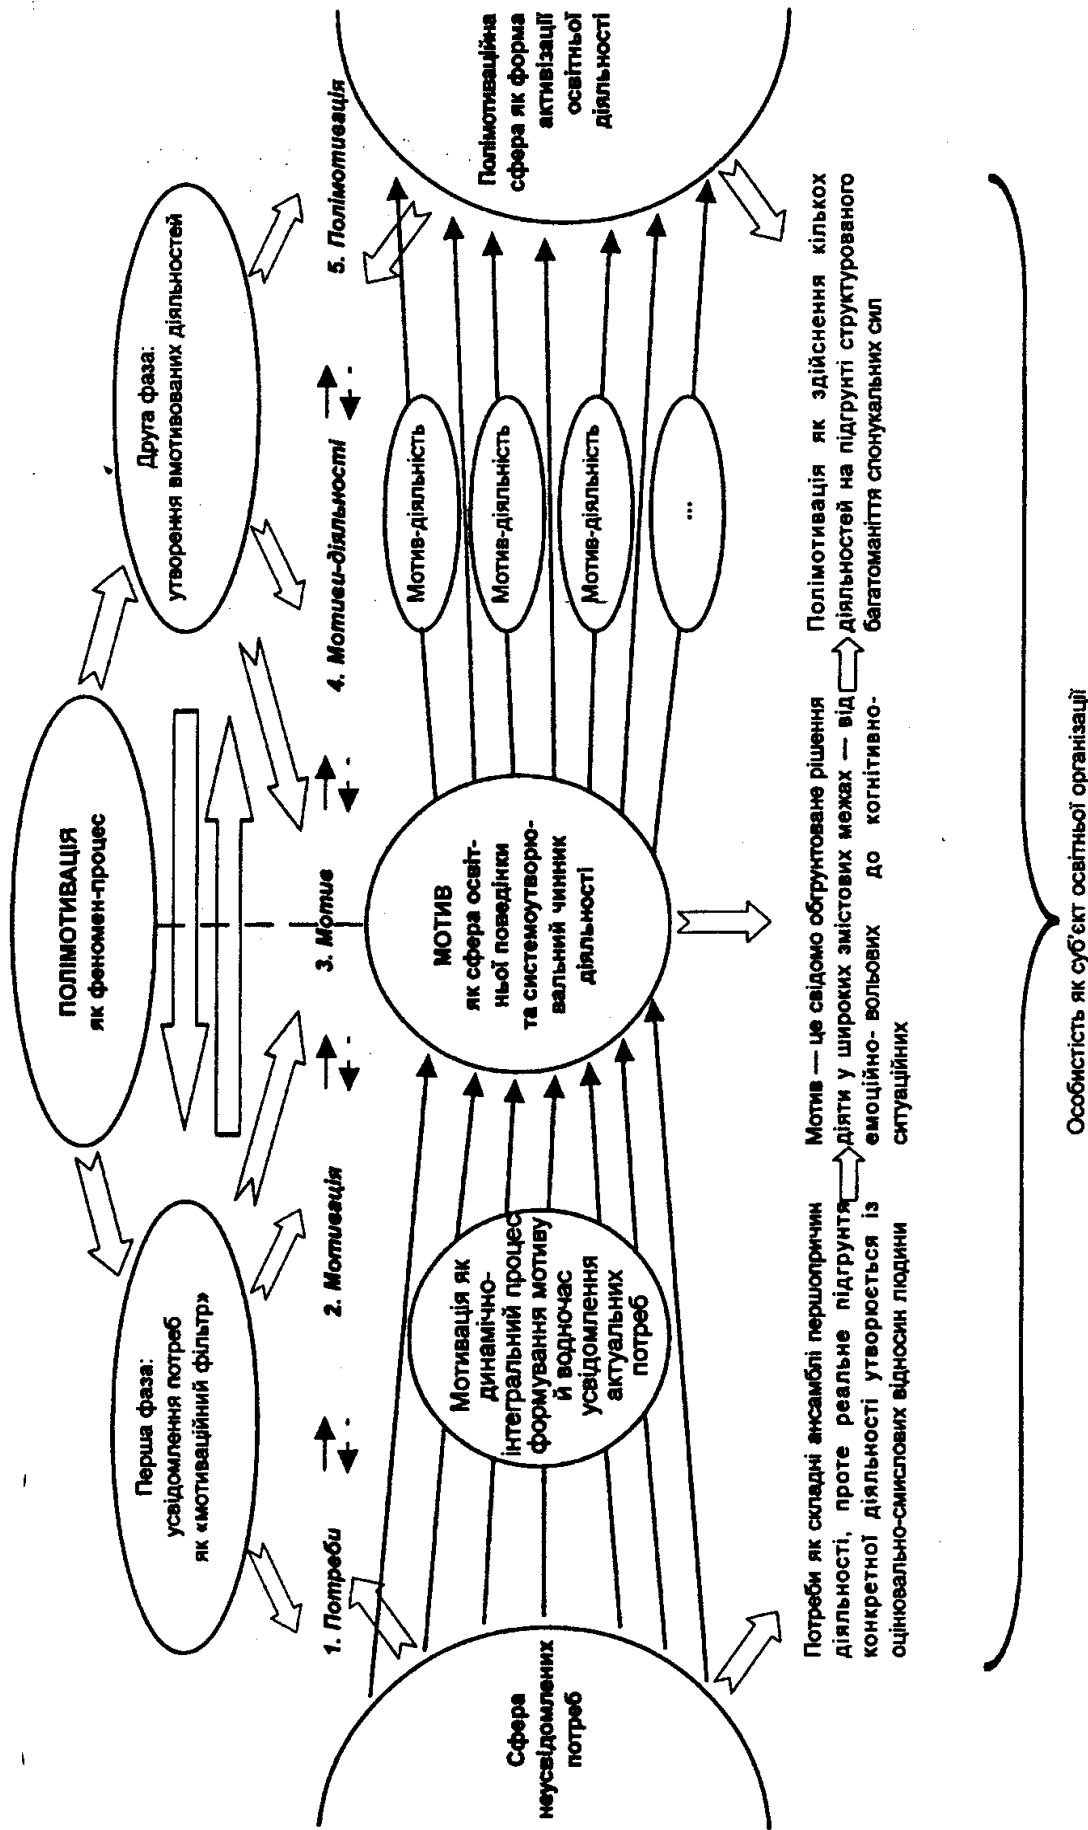 ПОЛІМОТИВАЦІЯ
як феномен-процес
Перша фаза:
усвідомлення потреб
як «мотиваційний фільтр»
Друга фаза:
утворення вмотивованих діяльностей
1. Потреби
2. Мотивація
3. Мотив
4. Мотиви-діяльності
5. Полімотивація
Сфера
неусвідомлених
потреб
Мотивація як
динамічно-
інтегральний процес
формування мотиву
й водночас
усвідомлення
актуальних
потреб
МОТИВ
як сфера освіт-
ньої поведінки
та системоутворю-
вальний чинник
діяльності
Мотив-діяльність
Мотив-діяльність
Мотив-діяльність
...
Полімотиваційна
сфера як форма
активізації
освітньої
діяльності
Потреби як складні ансамблі першопричин
діяльності, проте реальне підгрунтя
конкретної діяльності утворюється із
оцінювально-смислових відносин людини
Мотив — це свідомо обгрунтоване рішення
діяти у широких змістових межах — від
емоційно- вольових до когнітивно-
ситуаційних
Полімотивація як здійснення кількох
діяльностей на підгрунті структурованого
багатоманіття спонукальних сил
Особистість як суб'єкт освітньої організації